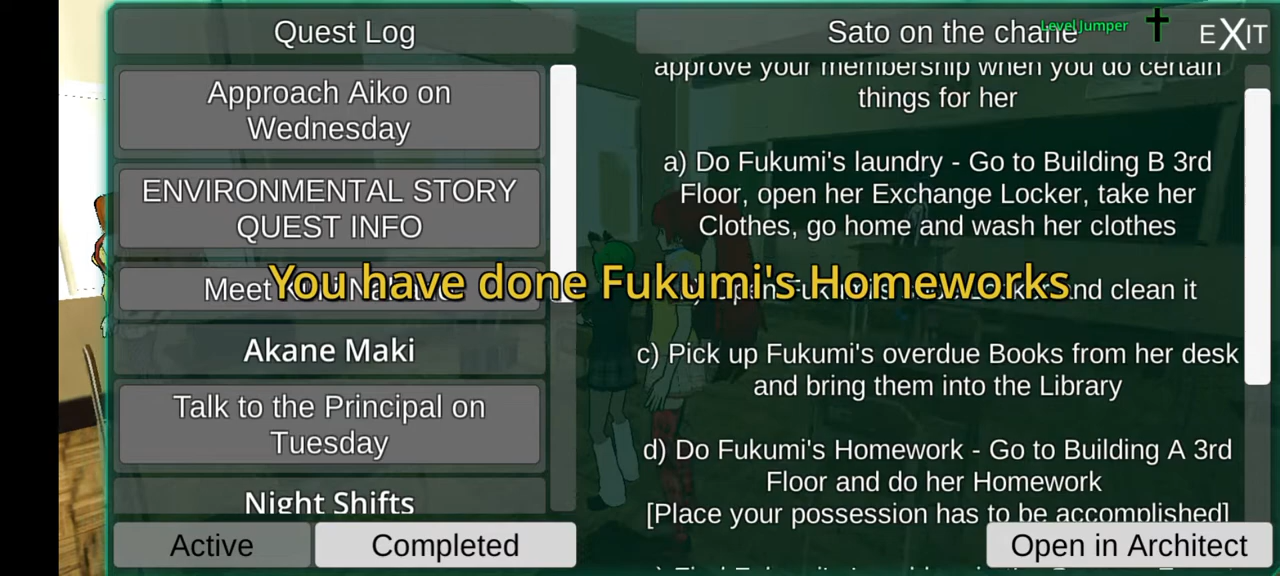 Quest Log
Approach Aiko on
Wednesday
ENVIRONMENTAL STORY
QUEST INFO
Meet
Akane Maki
Talk to the Principal on
Tuesday
Night Shifts
Active
Completed
You have done Fukumi's Homeworks
Sato on the
Level Jumper
EXIT
approve your membership when you do certain
things for her
a) Do Fukumi's laundry - Go to Building B 3rd
Floor, open her Exchange Locker, take her
Clothes, go home and wash her clothes
and clean it
c) Pick up Fukumi's overdue Books from her desk
and bring them into the Library
d) Do Fukumi's Homework - Go to Building A 3rd
Floor and do her Homework
[Place your possession has to be accomplished]
Open in Architect